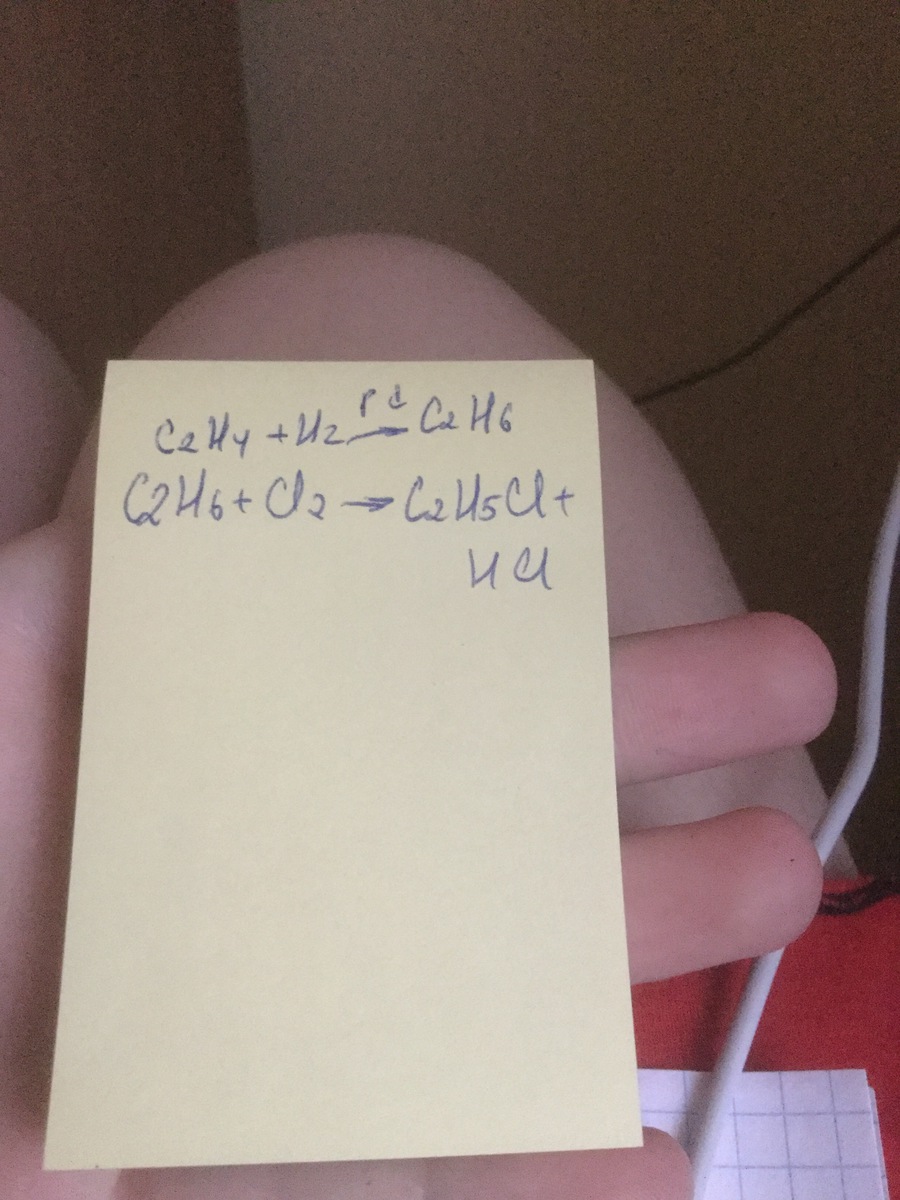 C2H4 + H2 Pd → C2H6
C2H6 + Cl2 → C2H5Cl +
HCl